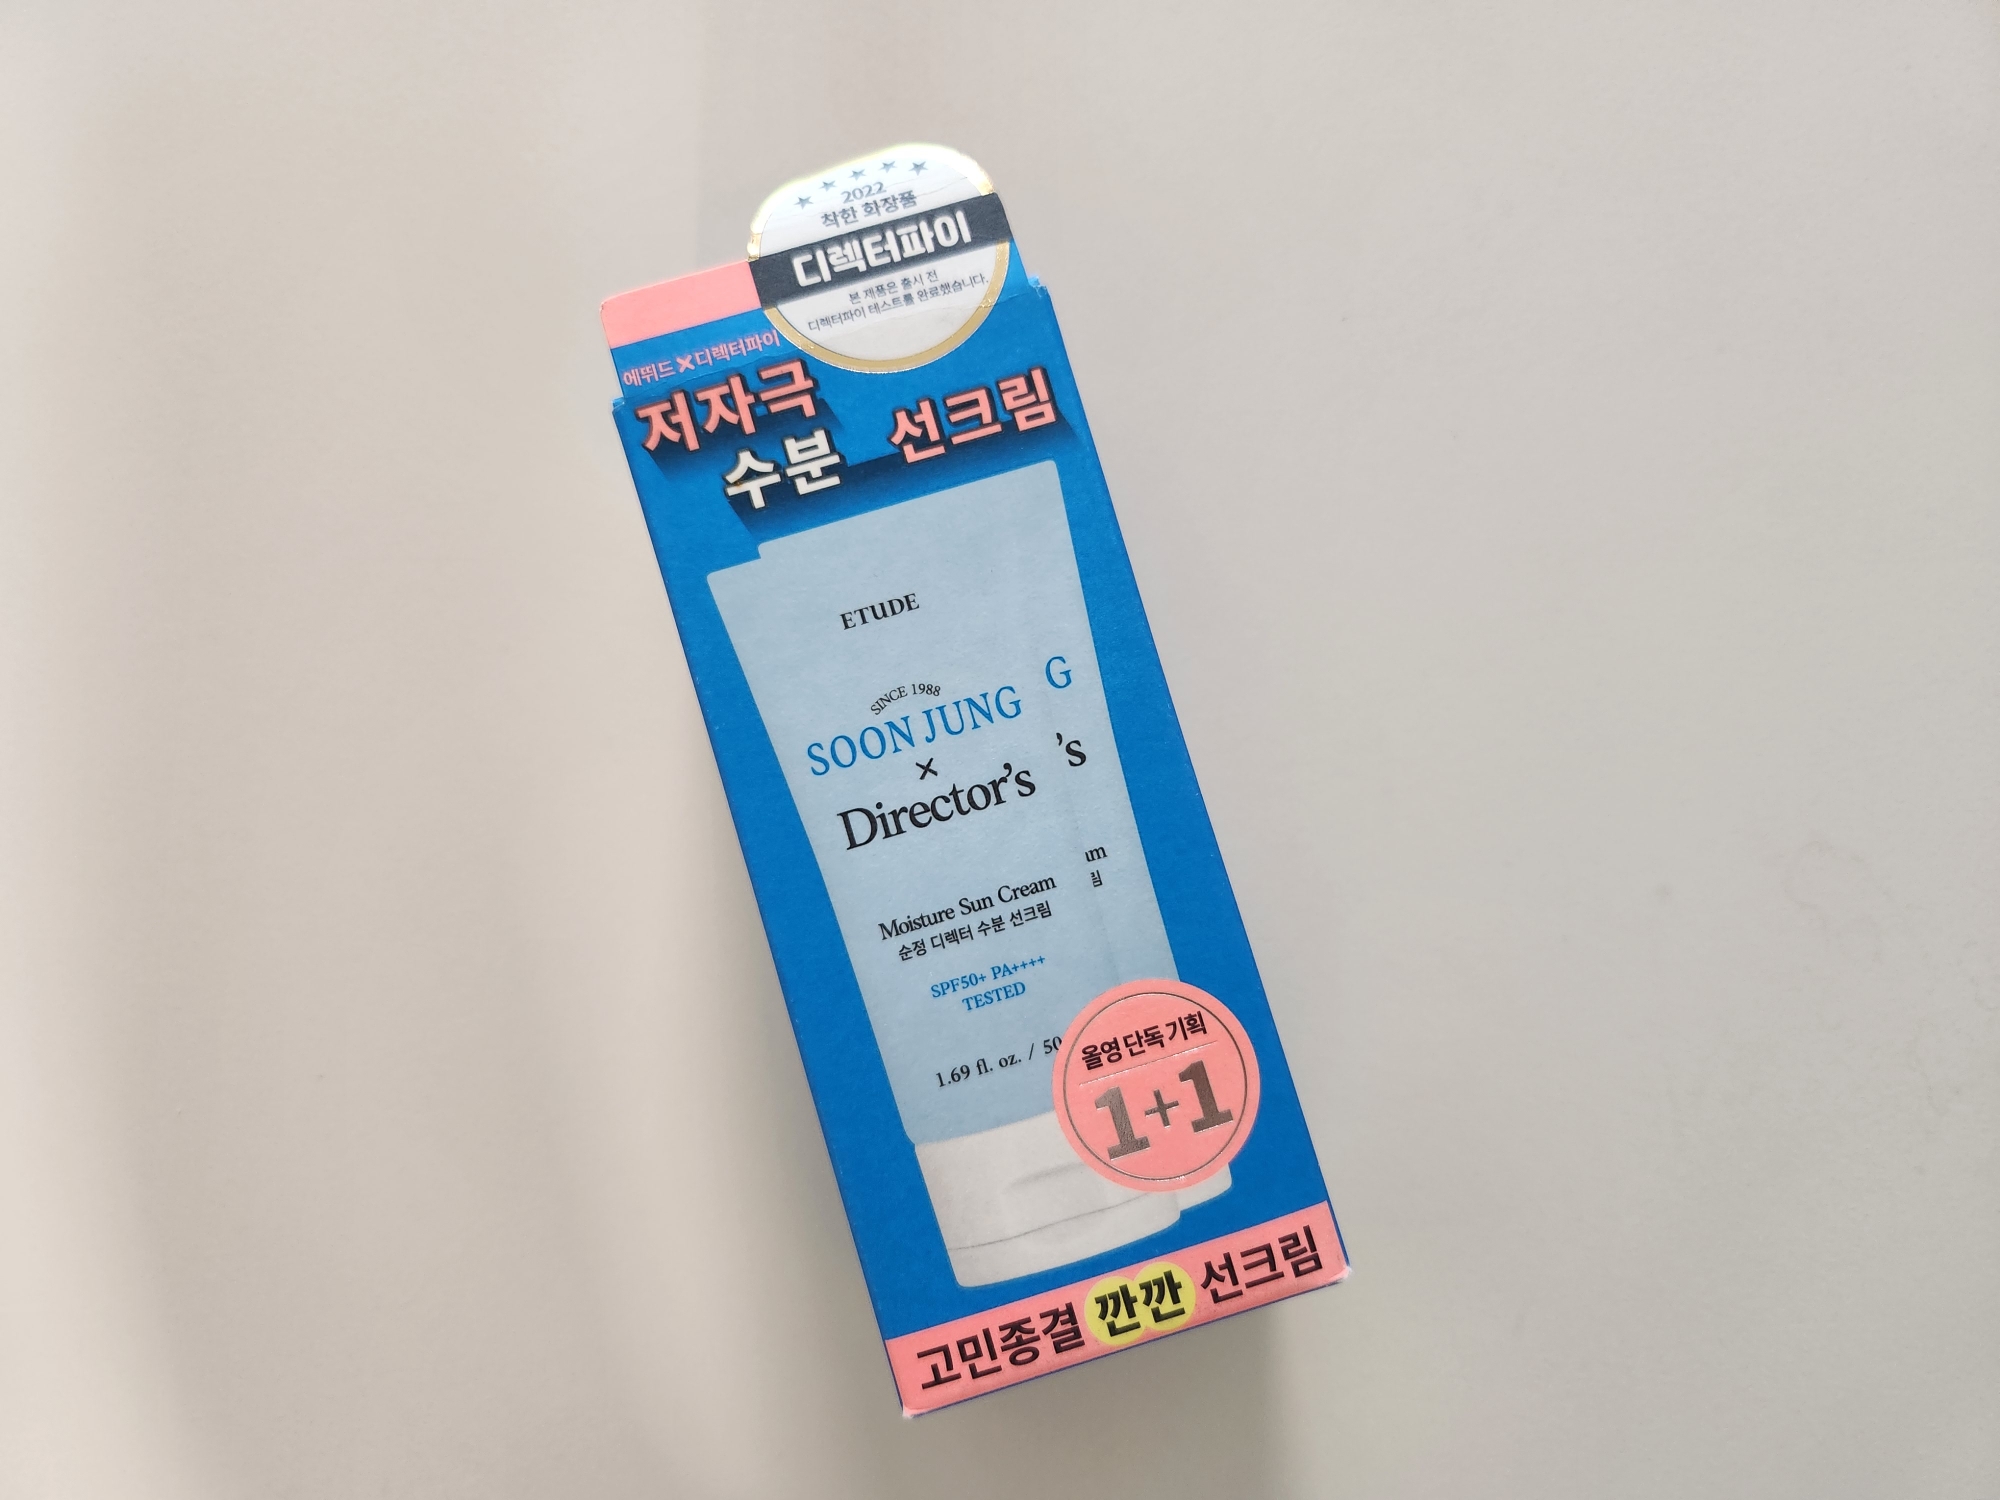 2022
착한 화장품
디렉터파이
본 제품은 출시 전
디렉터파이 테스트를 완료했습니다.
에뛰드×디렉터파이
저자극
수분 선크림
ETUDE
SINCE 1988
SOON JUNG G
×
Director's 's
Moisture Sun Cream am
순정 디렉터 수분 선크림 림
SPF50+ PA++++
TESTED
1.69 fl. oz. / 50
올영 단독 기획
1+1
고민종결 깐깐 선크림